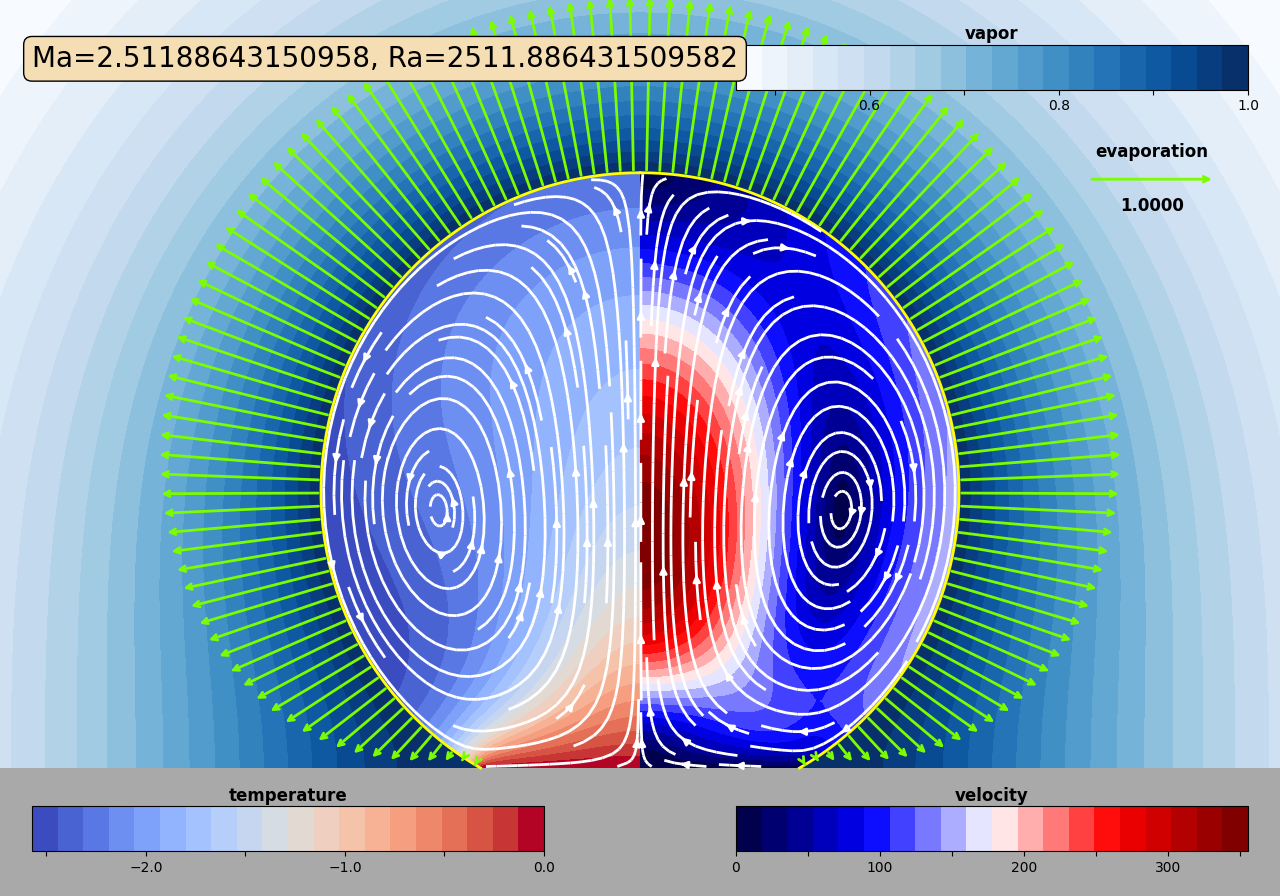 Ma=2.51188643150958, Ra=2511.886431509582
vapor
0.6 0.8 1.0
evaporation
1.0000
temperature
−2.0 −1.0 0.0
velocity
0 100 200 300